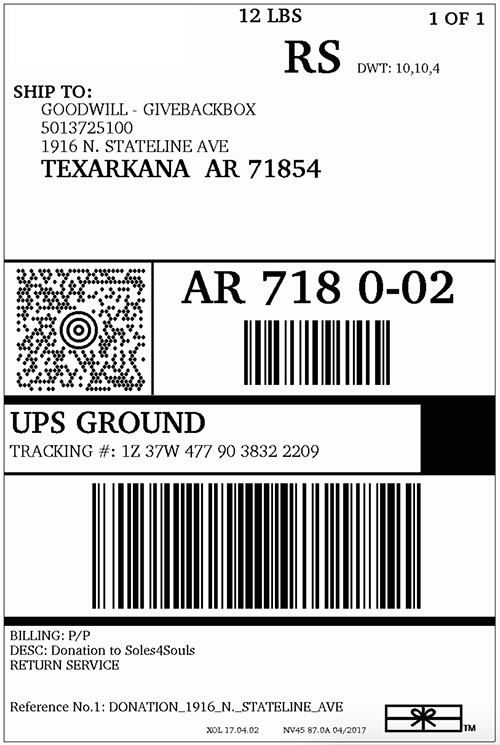 12 LBS
1 OF 1
RS DWT: 10,10,4
SHIP TO:
GOODWILL - GIVEBACKBOX
5013725100
1916 N. STATELINE AVE
TEXARKANA AR 71854
AR 718 0-02
UPS GROUND
TRACKING #: 1Z 37W 477 90 3832 2209
BILLING: P/P
DESC: Donation to Soles4Souls
RETURN SERVICE
Reference No.1: DONATION_1916_N._STATELINE_AVE
XOL 17.04.02 NV45 87.0A 04/2017
TM